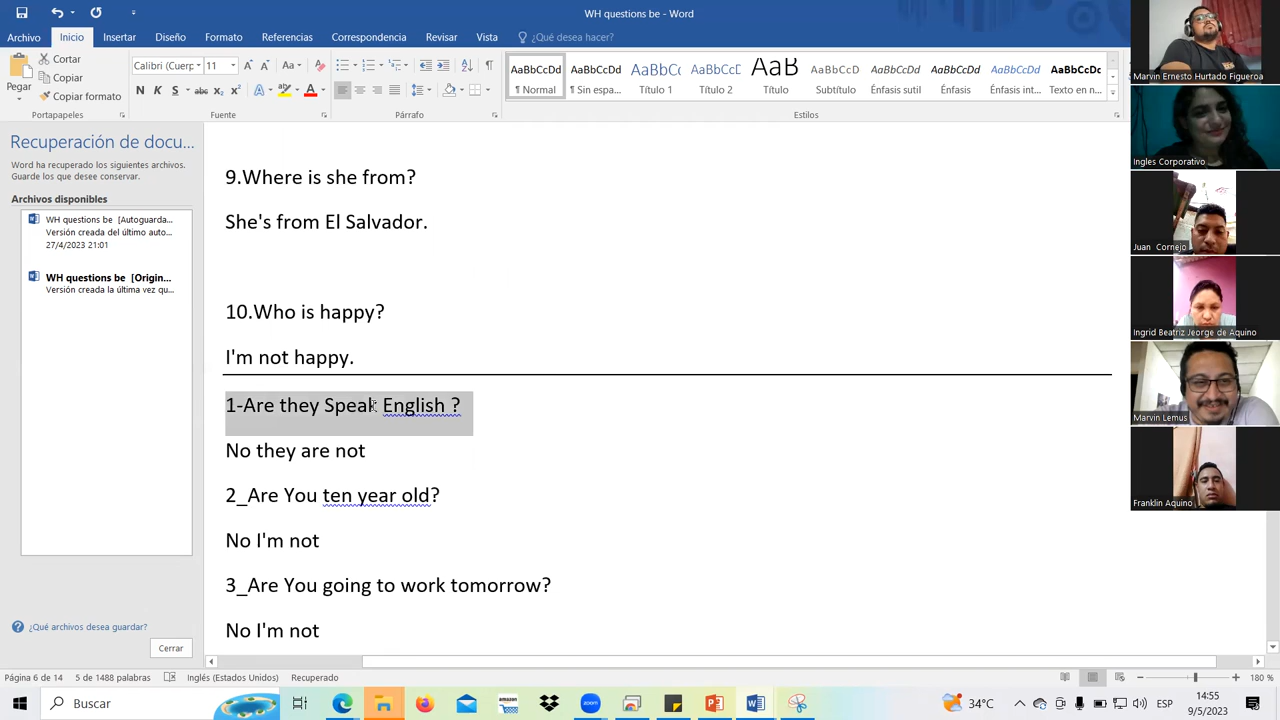 WH questions be - Word
Archivo Inicio Insertar Diseño Formato Referencias Correspondencia Revisar Vista ¿Qué desea hacer?
Pegar
Cortar
Copiar
Copiar formato
Portapapeles
Calibri (Cuerp 11
N K S abc X₂ X²
Fuente
Párrafo
AaBbCcDd AaBbCcDd AaBbCc AaBbCcD AaB AaBbCcD AaBbCcDd AaBbCcDd AaBbCcDd AaBbCcDc
¶ Normal ¶ Sin espa... Título 1 Título 2 Título Subtítulo Énfasis sutil Énfasis Énfasis int... Texto en n...
Estilos
Recuperación de docu...
Word ha recuperado los siguientes archivos.
Guarde los que desee conservar.
Archivos disponibles
WH questions be [Autoguarda...
Versión creada del último auto...
27/4/2023 21:01
WH questions be [Origin...
Versión creada la última vez qu...
¿Qué archivos desea guardar?
Cerrar
9.Where is she from?
She's from El Salvador.
10.Who is happy?
I'm not happy.
1-Are they Speak English ?
No they are not
2_Are You ten year old?
No I'm not
3_Are You going to work tomorrow?
No I'm not
Marvin Ernesto Hurtado Figueroa
Ingles Corporativo
Juan Cornejo
Ingrid Beatriz Jeorge de Aquino
Marvin Lemus
Franklin Aquino
Página 6 de 14 5 de 1488 palabras Inglés (Estados Unidos) Recuperado 180 %
Buscar
34°C
ESP
14:55
9/5/2023